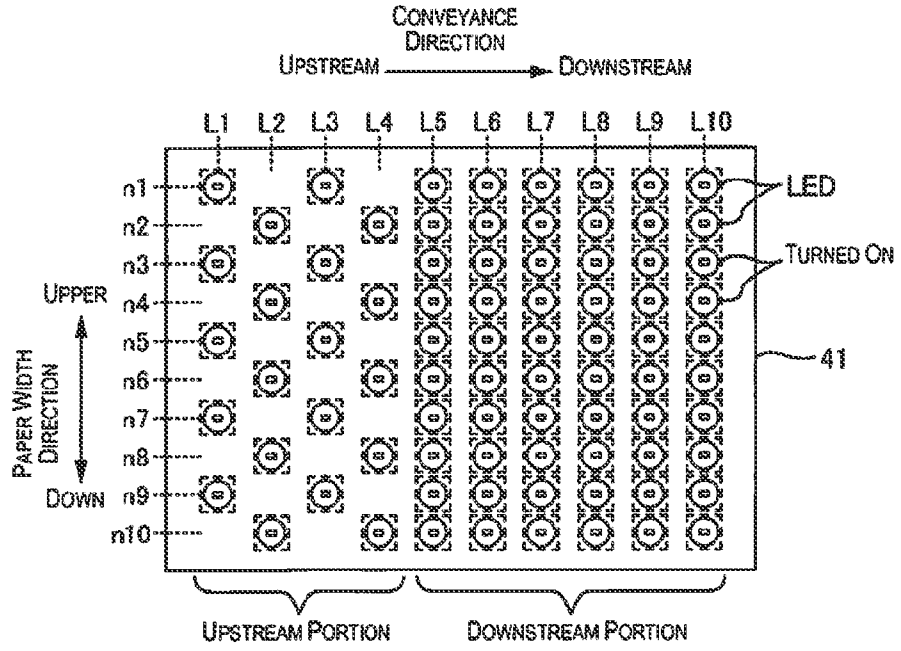 CONVEYANCE
DIRECTION
UPSTREAM DOWNSTREAM
L1 L2 L3 L4 L5 L6 L7 L8 L9 L10
n1
n2
n3
n4
n5
n6
n7
n8
n9
n10
LED
TURNED ON
41
UPPER
PAPER WIDTH
DIRECTION
DOWN
UPSTREAM PORTION DOWNSTREAM PORTION